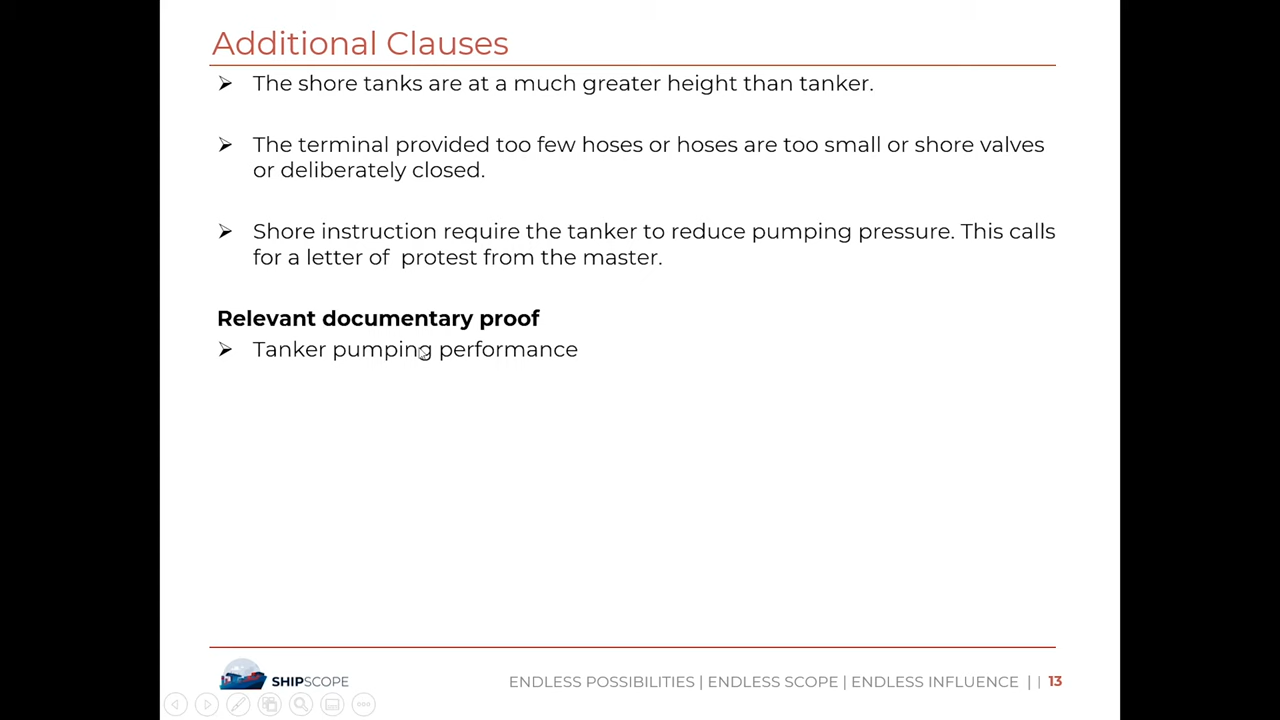 Additional Clauses
The shore tanks are at a much greater height than tanker.
The terminal provided too few hoses or hoses are too small or shore valves
or deliberately closed.
Shore instruction require the tanker to reduce pumping pressure. This calls
for a letter of  protest from the master.
Relevant documentary proof
Tanker pumping performance
SHIPSCOPE
ENDLESS POSSIBILITIES | ENDLESS SCOPE | ENDLESS INFLUENCE | | 13